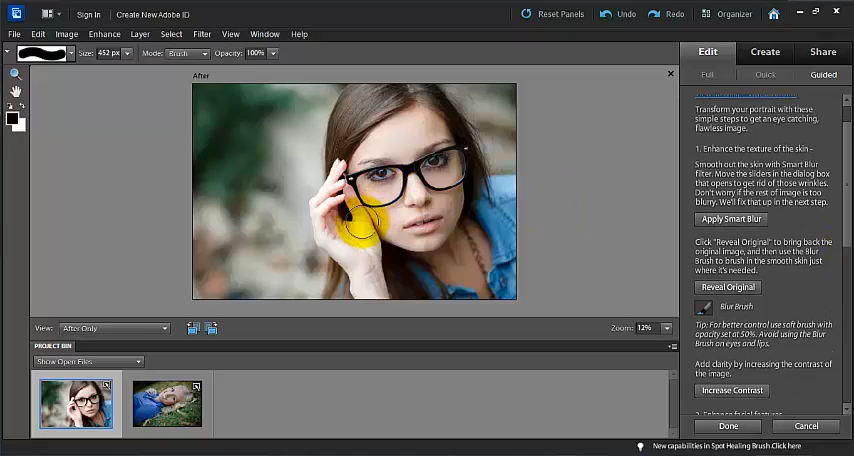 Sign In
Create New Adobe ID
Reset Panels
Undo
Redo
Organizer
File Edit Image Enhance Layer Select Filter View Window Help
Size: 452 px Mode: Brush Opacity: 100%
Edit
Create
Share
Full
Quick
Guided
After
Transform your portrait with these
simple steps to get an eye catching,
flawless image.
1. Enhance the texture of the skin -
Smooth out the skin with Smart Blur
filter. Move the sliders in the dialog box
that opens to get rid of those wrinkles.
Don't worry if the rest of image is too
blurry. We'll fix that up in the next step.
Apply Smart Blur
Click "Reveal Original" to bring back the
original image, and then use the Blur
Brush to brush in the smooth skin just
where it's needed.
Reveal Original
Blur Brush
Tip: For better control use soft brush with
opacity set at 50%. Avoid using the Blur
Brush on eyes and lips.
Add clarity by increasing the contrast of
the image.
Increase Contrast
2. Enhance facial features
Done
Cancel
View: After Only
Zoom: 12%
PROJECT BIN
Show Open Files
New capabilities in Spot Healing Brush.Click here